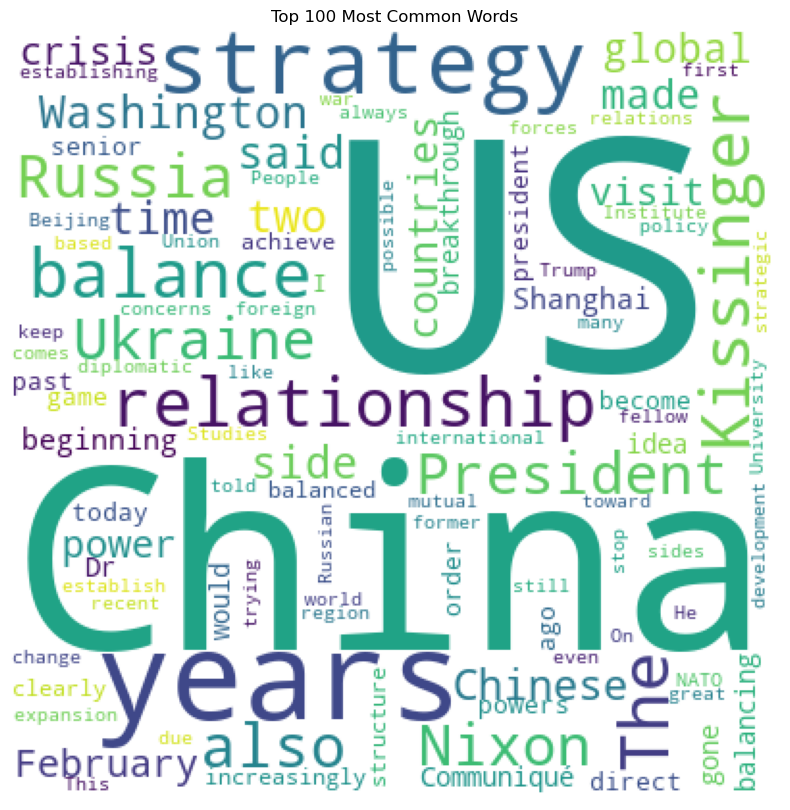 Top 100 Most Common Words
crisis
establishing
strategy
global
first
made
Washington
war
always
forces
relations
senior
said
Russia
People
US
countries
breakthrough
president
visit
Institute
policy
Kissinger
Beijing
time
two
possible
based
Union
achieve
Trump
strategic
balance
I
Shanghai
many
concerns
foreign
keep
Ukraine
comes
diplomatic
past
like
game
relationship
become
fellow
University
beginning
Studies
international
idea
side
President
told
balanced
mutual
former
toward
China
today
power
Dr
establish
recent
would
trying
Russian
world
region
order
still
stop
sides
development
ago
He
On
change
years
even
The
clearly
Chinese
powers
NATO
great
balancing
expansion
due
also
structure
Nixon
gone
February
This
increasingly
Communiqué
direct